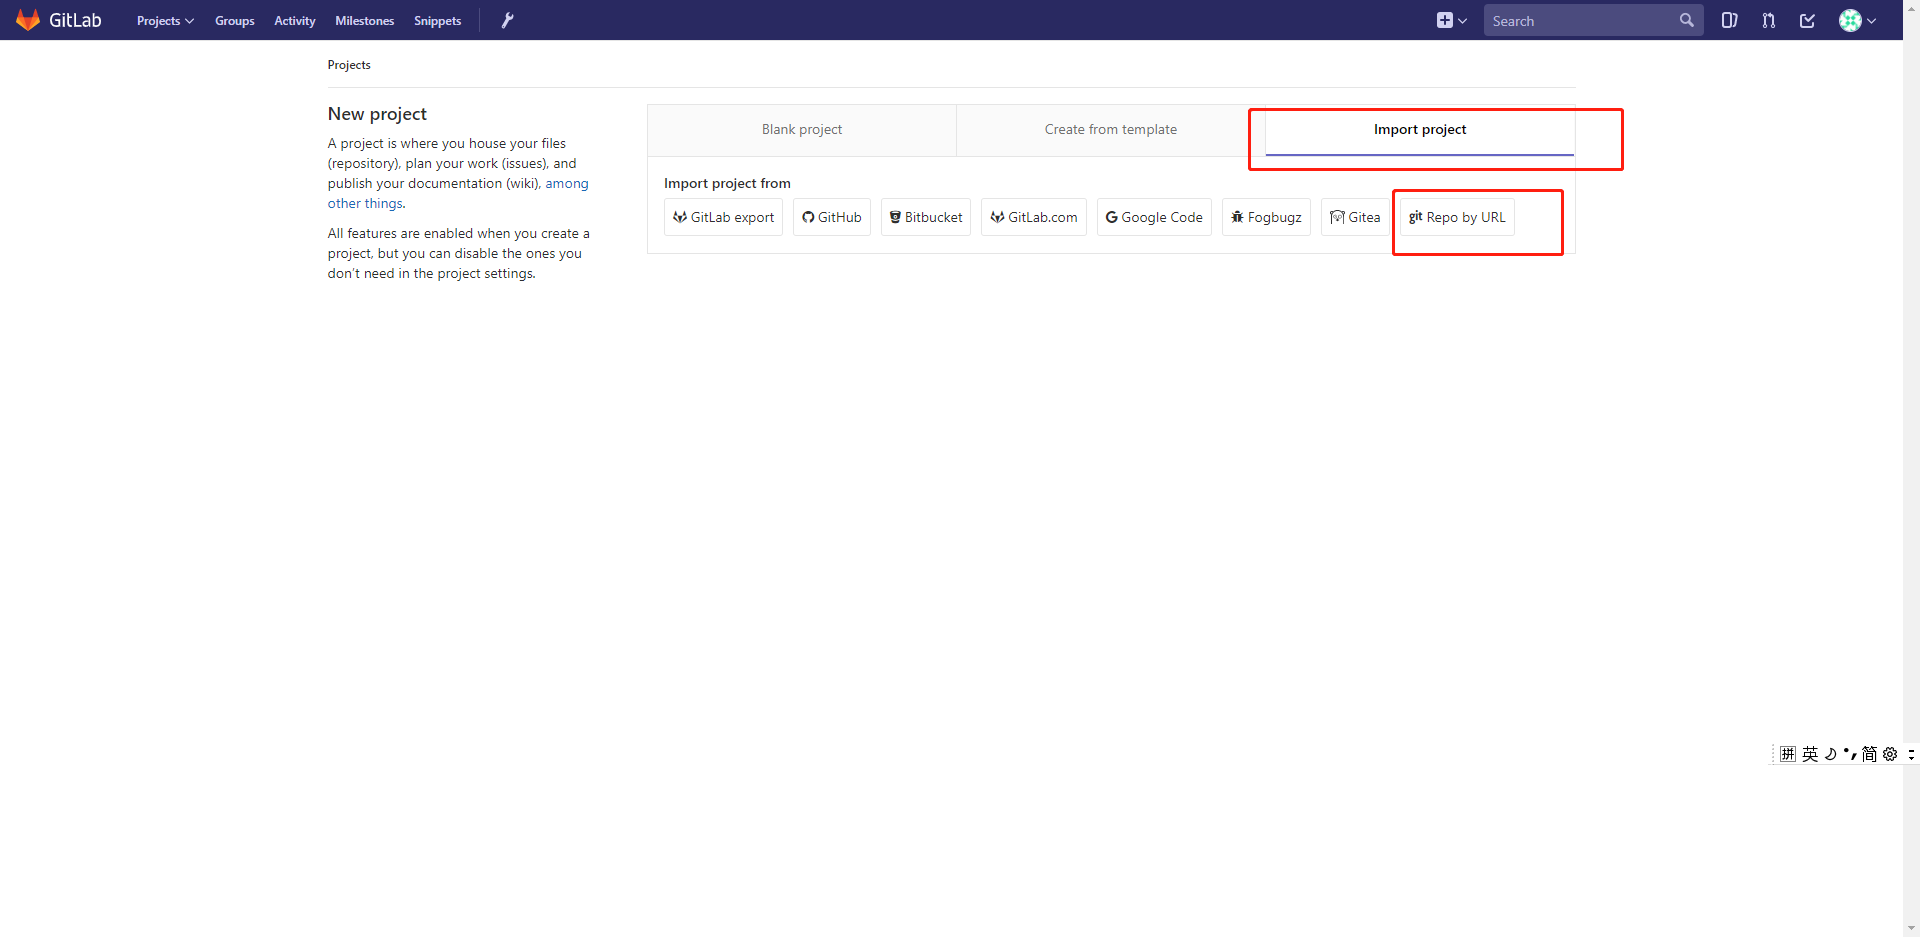 GitLab Projects Groups Activity Milestones Snippets Search
Projects
New project
A project is where you house your files
(repository), plan your work (issues), and
publish your documentation (wiki), among
other things.
All features are enabled when you create a
project, but you can disable the ones you
don’t need in the project settings.
Blank project Create from template Import project
Import project from
GitLab export GitHub Bitbucket GitLab.com Google Code Fogbugz Gitea git Repo by URL
拼 英 简